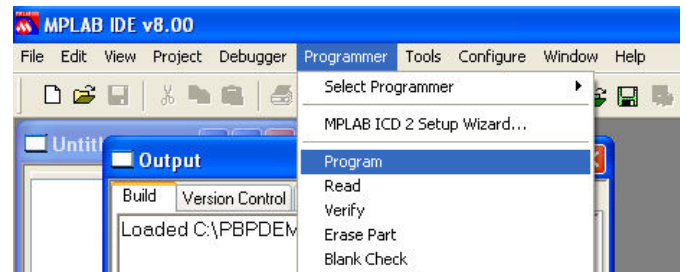 MPLAB IDE v8.00
File Edit View Project Debugger Programmer Tools Configure Window Help
Select Programmer
MPLAB ICD 2 Setup Wizard...
Untitl
Output
Program
Build Version Control
Read
Loaded C:\PBPDEM
Verify
Erase Part
Blank Check